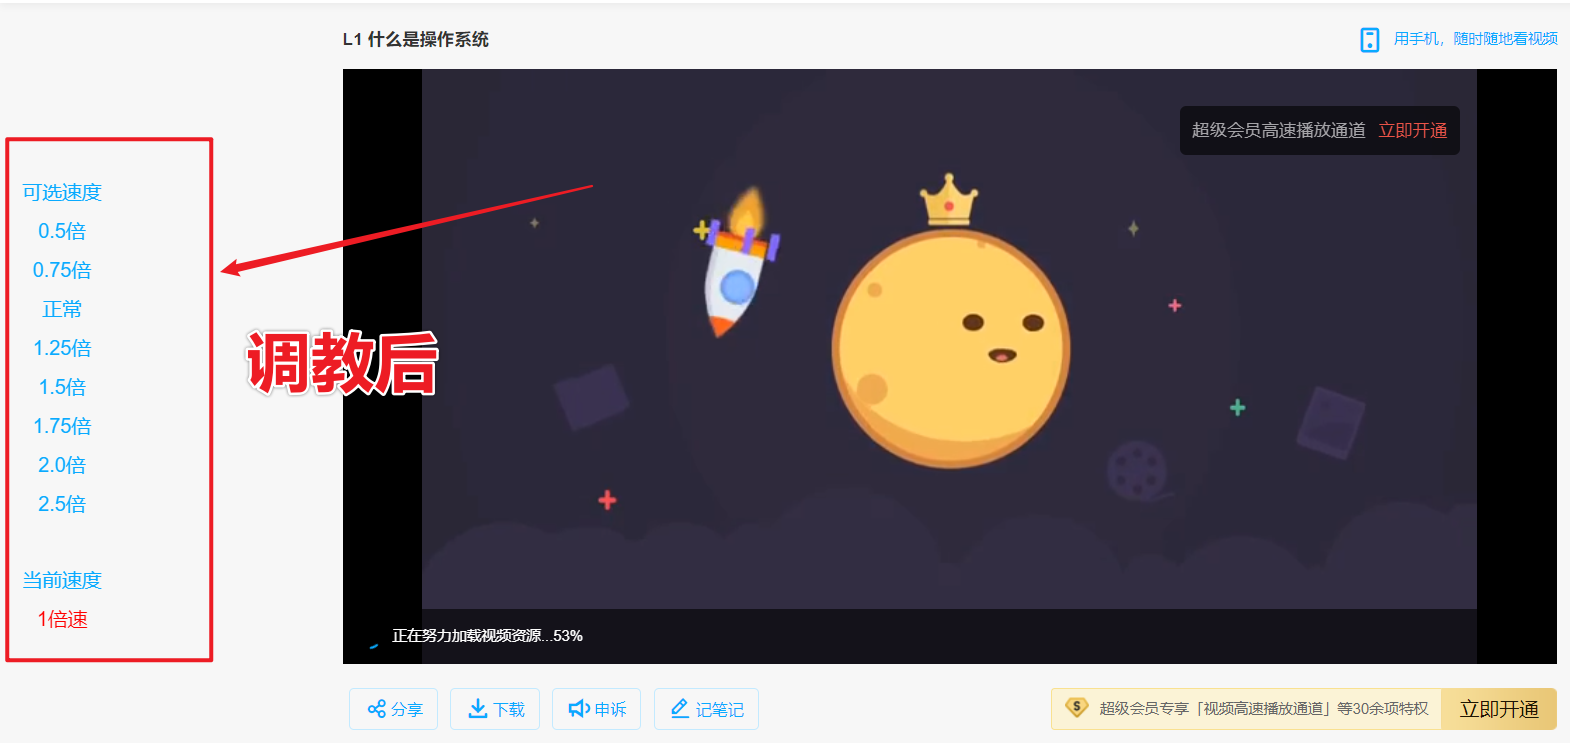 L1 什么是操作系统
用手机，随时随地看视频
超级会员高速播放通道 立即开通
可选速度
0.5倍
0.75倍
正常
1.25倍
1.5倍
1.75倍
2.0倍
2.5倍
当前速度
1倍速
调教后
正在努力加载视频资源...53%
分享
下载
申诉
记笔记
超级会员专享「视频高速播放通道」等30余项特权
立即开通